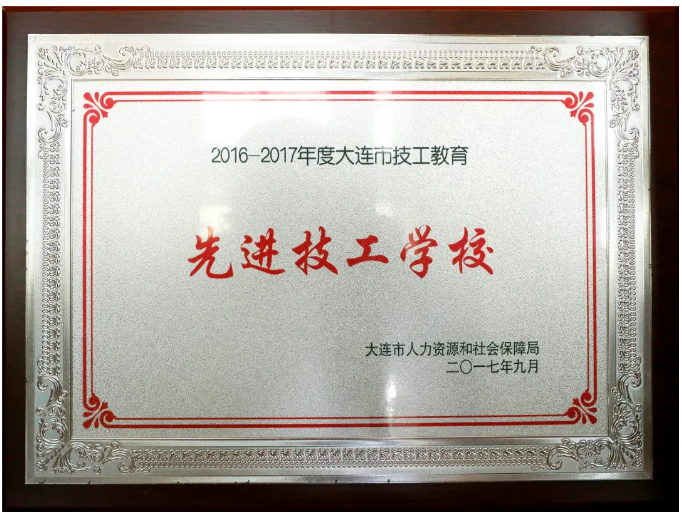 2016-2017年度大连市技工教育
先进技工学校
大连市人力资源和社会保障局
二〇一七年九月